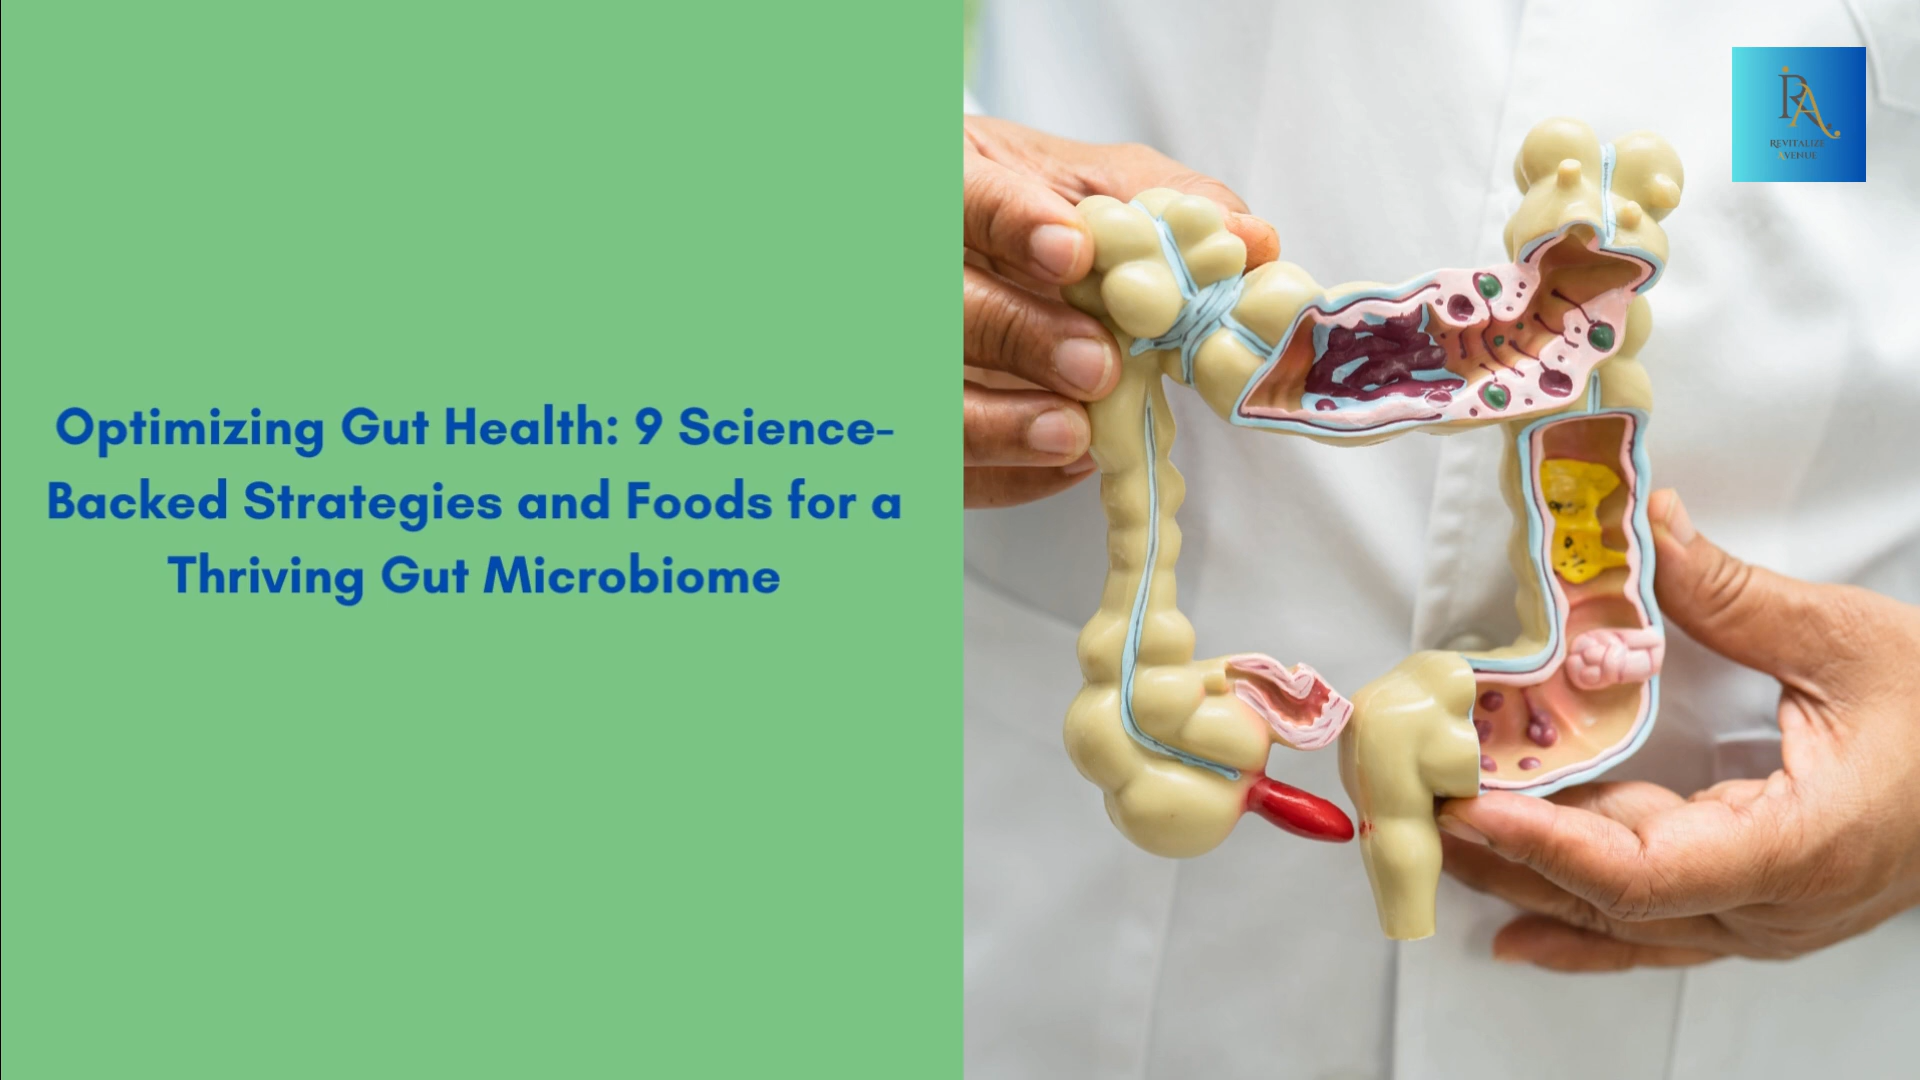 Optimizing Gut Health: 9 Science-
Backed Strategies and Foods for a
Thriving Gut Microbiome
RA
REVITALIZE
AVENUE